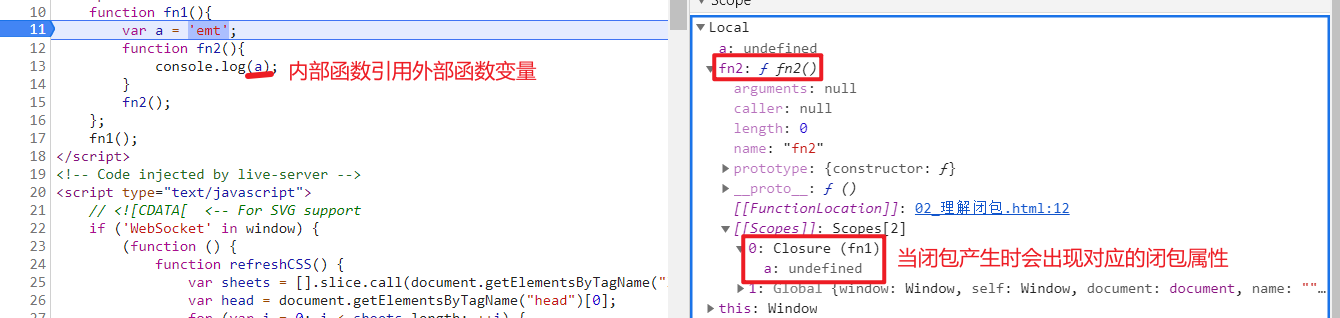 10 function fn1(){
11 var a = 'emt';
12 function fn2(){
13 console.log(a); 内部函数引用外部函数变量
14 }
15 fn2();
16 };
17 fn1();
18 </script>
19 <!-- Code injected by live-server -->
20 <script type="text/javascript">
21 // <![CDATA[ <-- For SVG support
22 if ('WebSocket' in window) {
23 (function () {
24 function refreshCSS() {
25 var sheets = [].slice.call(document.getElementsByTagName("
26 var head = document.getElementsByTagName("head")[0];
27 for (var i = 0; i < sheets.length; ++i) {
Scope
Local
a: undefined
fn2: ƒ fn2()
arguments: null
caller: null
length: 0
name: "fn2"
prototype: {constructor: ƒ}
__proto__: ƒ ()
[[FunctionLocation]]: 02_理解闭包.html:12
[[Scopes]]: Scopes[2]
0: Closure (fn1)
a: undefined
当闭包产生时会出现对应的闭包属性
1: Global {window: Window, self: Window, document: document, name: ""…
this: Window